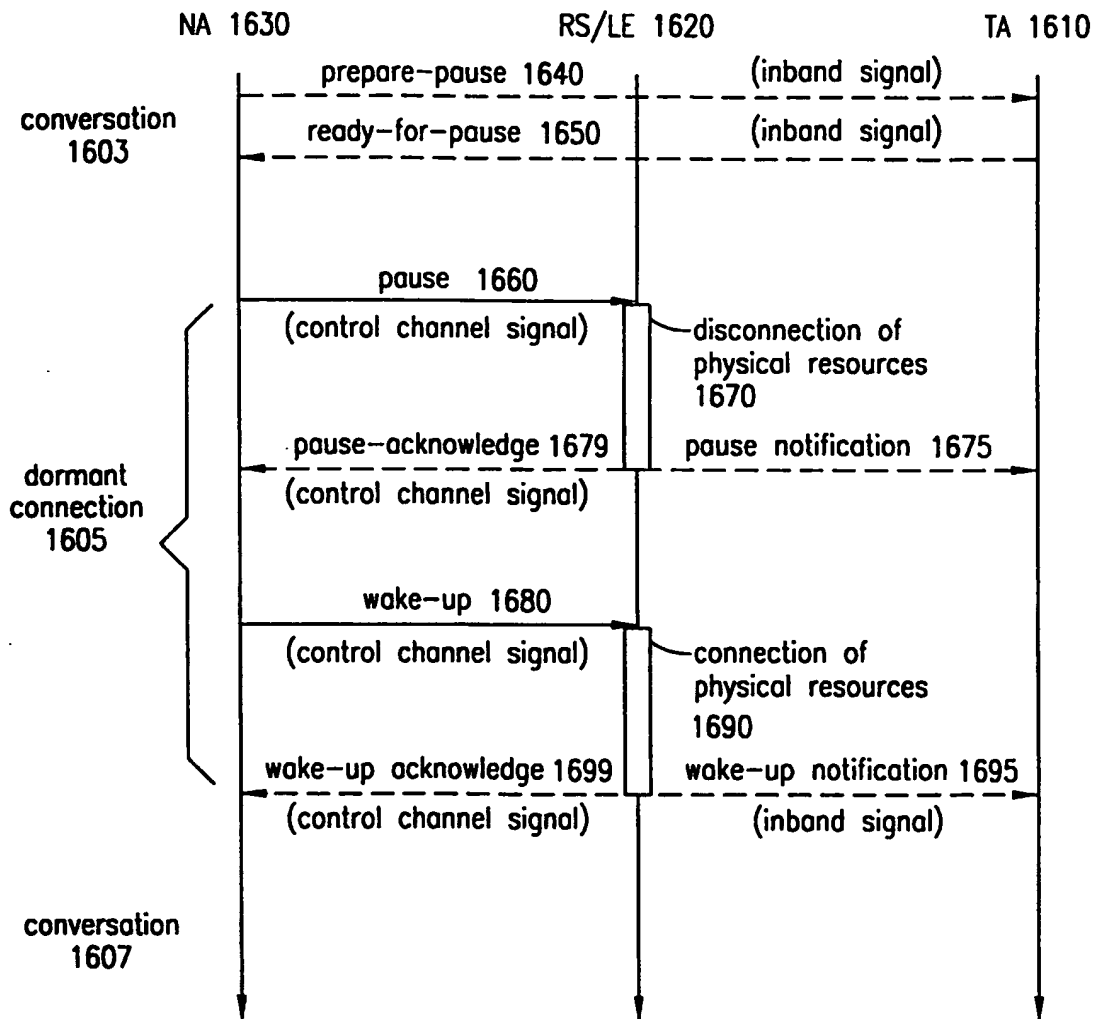 NA 1630 RS/LE 1620 TA 1610
prepare-pause 1640 (inband signal)
conversation
1603
ready-for-pause 1650 (inband signal)
pause 1660
(control channel signal)
disconnection of
physical resources
1670
pause-acknowledge 1679 pause notification 1675
(control channel signal)
dormant
connection
1605
wake-up 1680
(control channel signal)
connection of
physical resources
1690
wake-up acknowledge 1699 wake-up notification 1695
(control channel signal) (inband signal)
conversation
1607